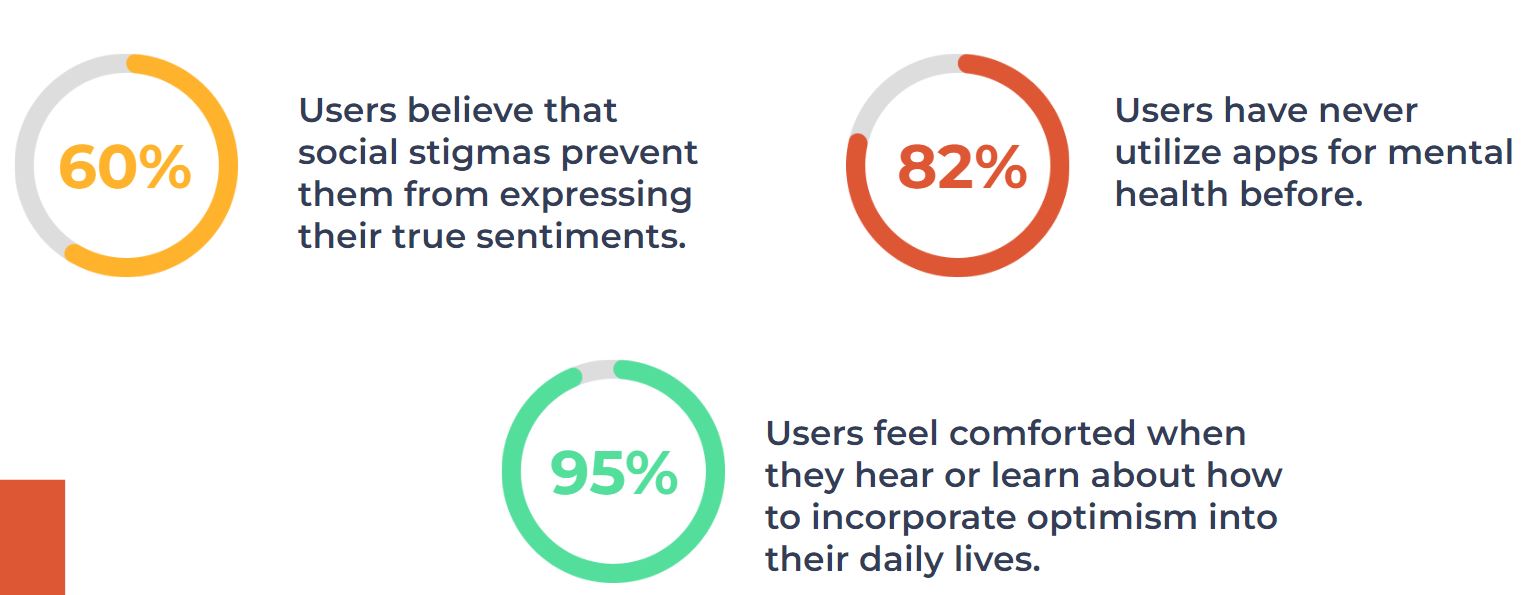 60%
Users believe that
social stigmas prevent
them from expressing
their true sentiments.
82%
Users have never
utilize apps for mental
health before.
95%
Users feel comforted when
they hear or learn about how
to incorporate optimism into
their daily lives.